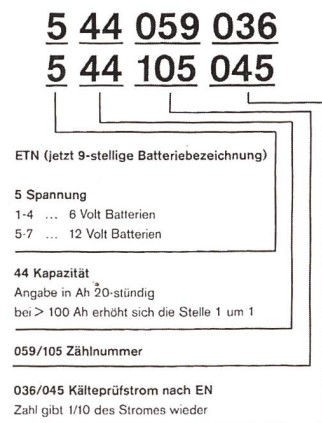 5 44 059 036
5 44 105 045
ETN (jetzt 9-stellige Batteriebezeichnung)
5 Spannung
1-4 ... 6 Volt Batterien
5-7 ... 12 Volt Batterien
44 Kapazität
Angabe in Ah 20-stündig
bei > 100 Ah erhöht sich die Stelle 1 um 1
059/105 Zählnummer
036/045 Kälteprüfstrom nach EN
Zahl gibt 1/10 des Stromes wieder